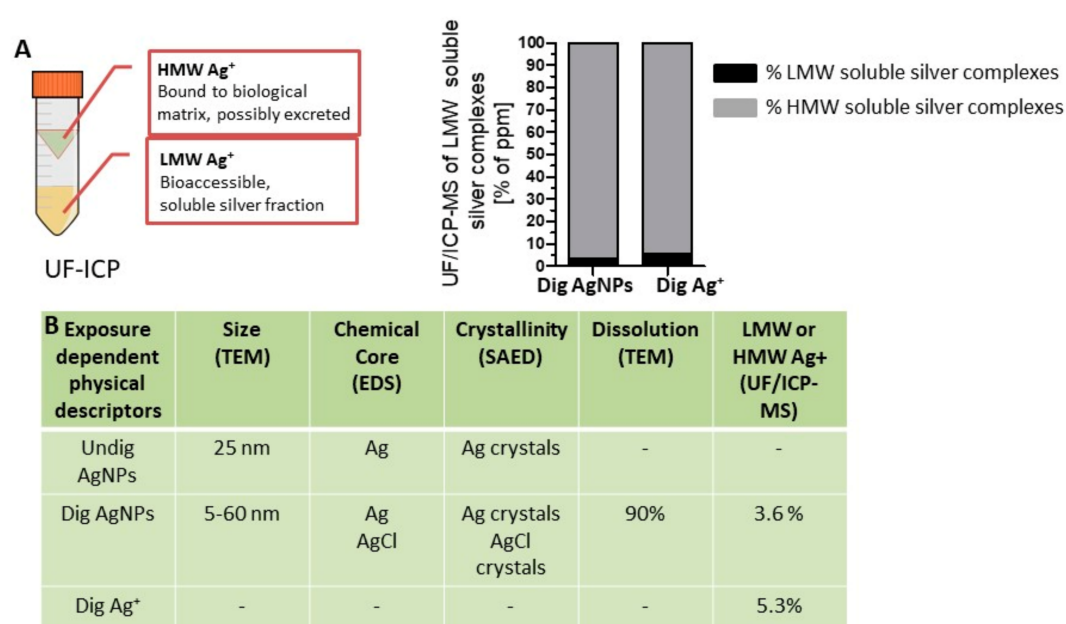 A
HMW Ag⁺
Bound to biological
matrix, possibly excreted
LMW Ag⁺
Bioaccessible,
soluble silver fraction
UF-ICP
UF/ICP-MS of LMW soluble
silver complexes
[% of ppm]
100
90
80
70
60
50
40
30
20
10
0
Dig AgNPs Dig Ag⁺
% LMW soluble silver complexes
% HMW soluble silver complexes
B
Exposure
dependent
physical
descriptors
Size
(TEM)
Chemical
Core
(EDS)
Crystallinity
(SAED)
Dissolution
(TEM)
LMW or
HMW Ag+
(UF/ICP-
MS)
Undig
AgNPs
25 nm
Ag
Ag crystals
-
-
Dig AgNPs
5-60 nm
Ag
AgCl
Ag crystals
AgCl
crystals
90%
3.6 %
Dig Ag⁺
-
-
-
-
5.3%